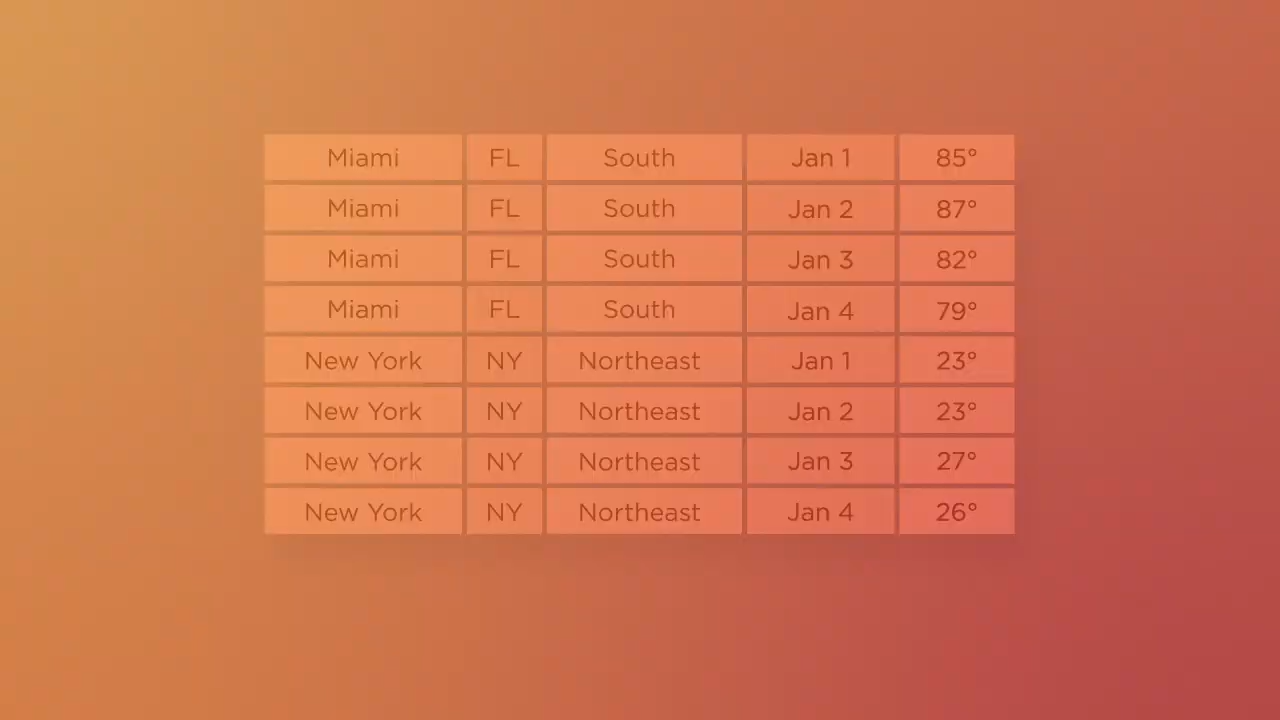 Miami FL South Jan 1 85°
Miami FL South Jan 2 87°
Miami FL South Jan 3 82°
Miami FL South Jan 4 79°
New York NY Northeast Jan 1 23°
New York NY Northeast Jan 2 23°
New York NY Northeast Jan 3 27°
New York NY Northeast Jan 4 26°